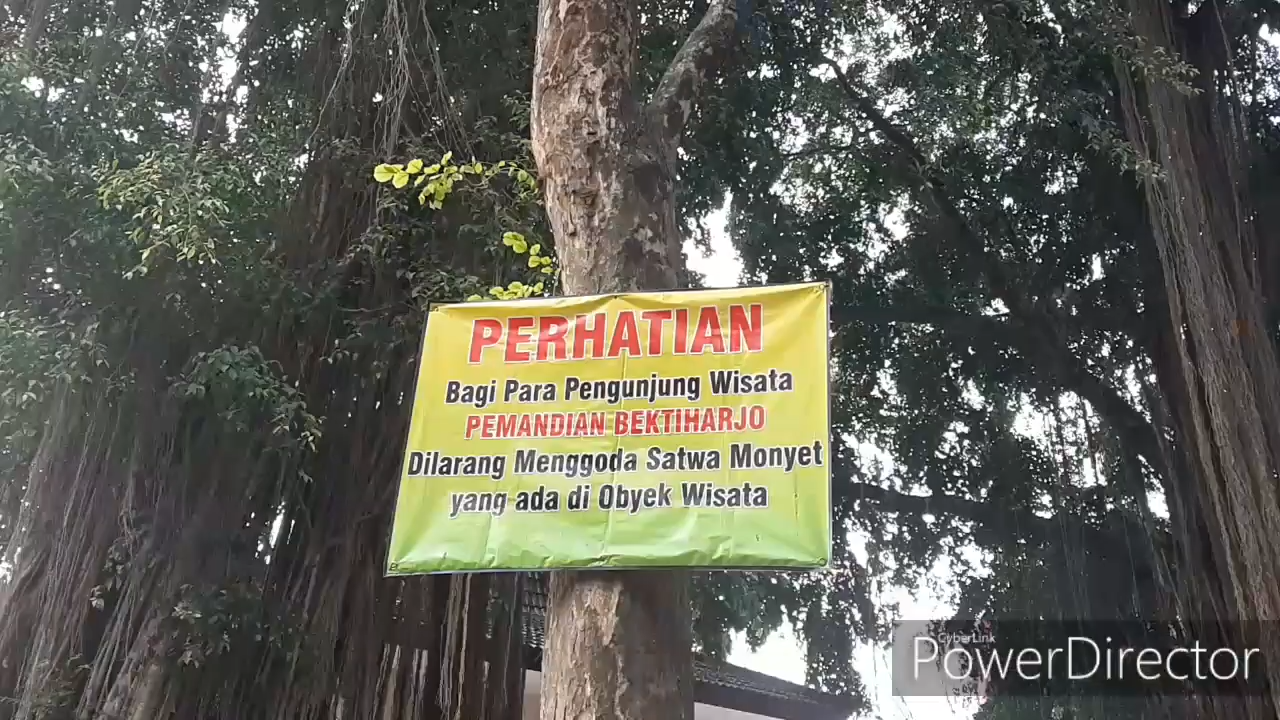 PERHATIAN
Bagi Para Pengunjung Wisata
PEMANDIAN BEKTIHARJO
Dilarang Menggoda Satwa Monyet
yang ada di Obyek Wisata
CyberLink
PowerDirector